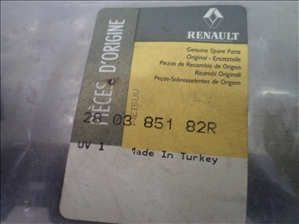 RENAULT
Genuine Spare Parts
Original - Ersatzteile
Piezas de Recambio de Origen
Ricambi Originali
Peças-Sobresselentes de Origem
PIÈCES D'ORIGINE
28 03 851 82R
UV 1 Made In Turkey